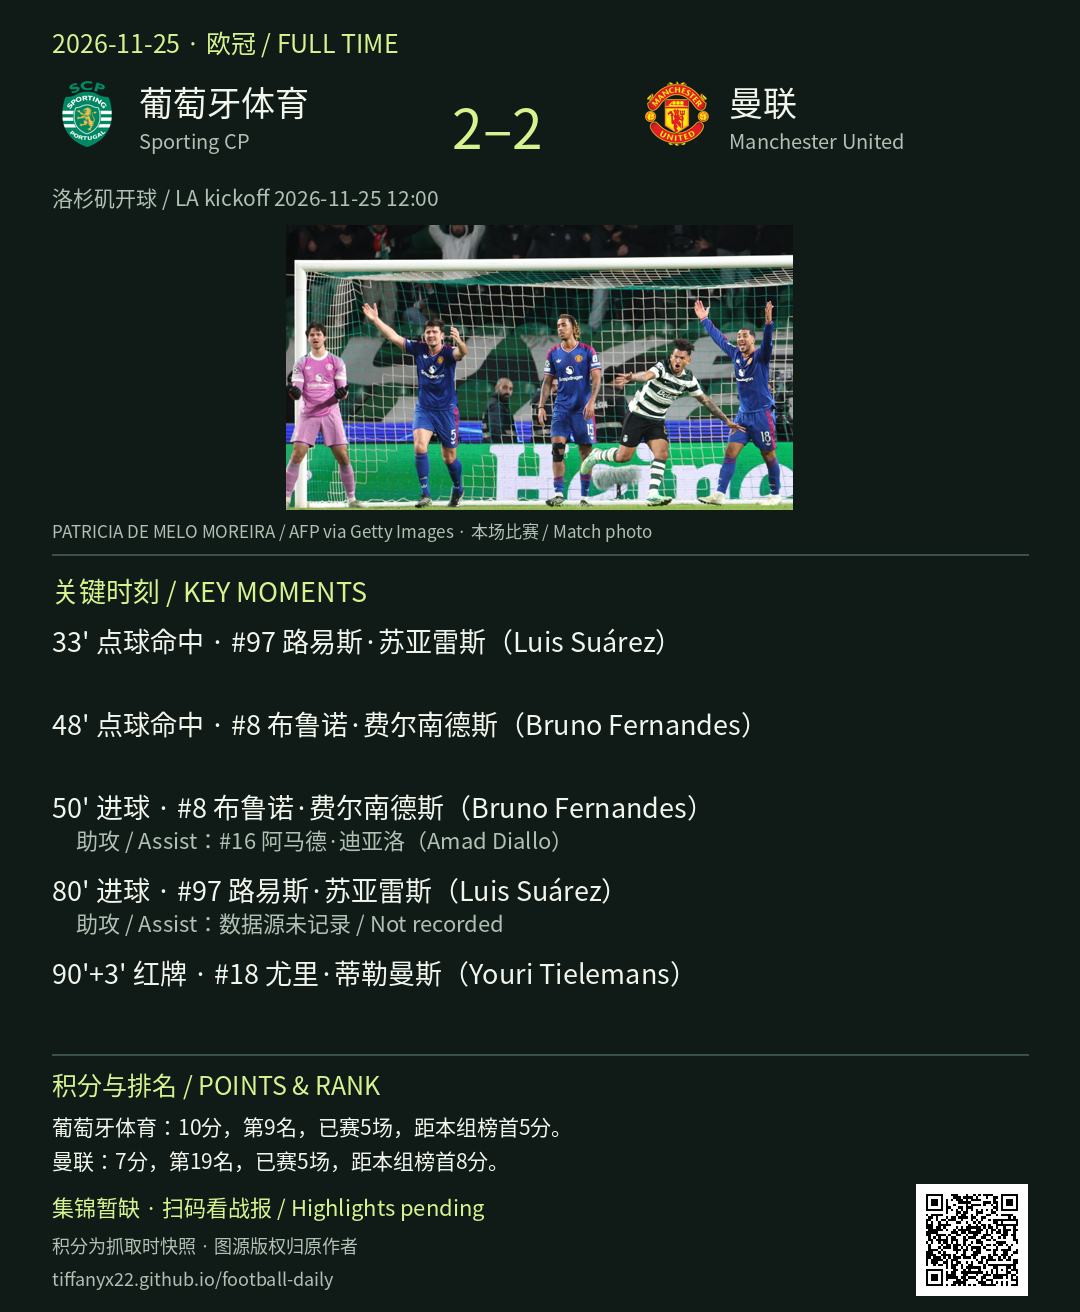 2026-11-25 · 欧冠 / FULL TIME
SCP
SPORTING
PORTUGAL
葡萄牙体育
Sporting CP
2–2
MANCHESTER
UNITED
曼联
Manchester United
洛杉矶开球 / LA kickoff 2026-11-25 12:00
Snapdragon
5
15
18
Heine
PATRICIA DE MELO MOREIRA / AFP via Getty Images · 本场比赛 / Match photo
关键时刻 / KEY MOMENTS
33' 点球命中 · #97 路易斯·苏亚雷斯（Luis Suárez）
48' 点球命中 · #8 布鲁诺·费尔南德斯（Bruno Fernandes）
50' 进球 · #8 布鲁诺·费尔南德斯（Bruno Fernandes）
助攻 / Assist：#16 阿马德·迪亚洛（Amad Diallo）
80' 进球 · #97 路易斯·苏亚雷斯（Luis Suárez）
助攻 / Assist：数据源未记录 / Not recorded
90'+3' 红牌 · #18 尤里·蒂勒曼斯（Youri Tielemans）
积分与排名 / POINTS & RANK
葡萄牙体育：10分，第9名，已赛5场，距本组榜首5分。
曼联：7分，第19名，已赛5场，距本组榜首8分。
集锦暂缺 · 扫码看战报 / Highlights pending
积分为抓取时快照 · 图源版权归原作者
tiffanyx22.github.io/football-daily